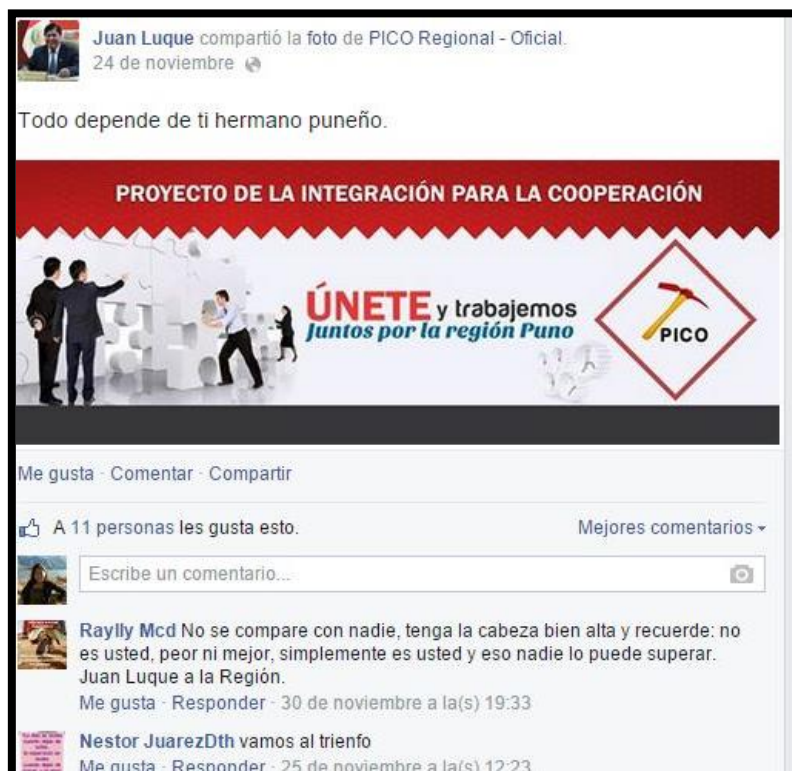 Juan Luque compartió la foto de PICO Regional - Oficial.
24 de noviembre
Todo depende de ti hermano puneño.
PROYECTO DE LA INTEGRACIÓN PARA LA COOPERACIÓN
ÚNETE y trabajemos
Juntos por la región Puno
PICO
Me gusta · Comentar · Compartir
A 11 personas les gusta esto.
Mejores comentarios
Escribe un comentario...
Raylly Mcd No se compare con nadie, tenga la cabeza bien alta y recuerde: no
es usted, peor ni mejor, simplemente es usted y eso nadie lo puede superar.
Juan Luque a la Región.
Me gusta · Responder · 30 de noviembre a la(s) 19:33
Nestor JuarezDth vamos al trienfo
Me gusta · Responder · 25 de noviembre a la(s) 12:23